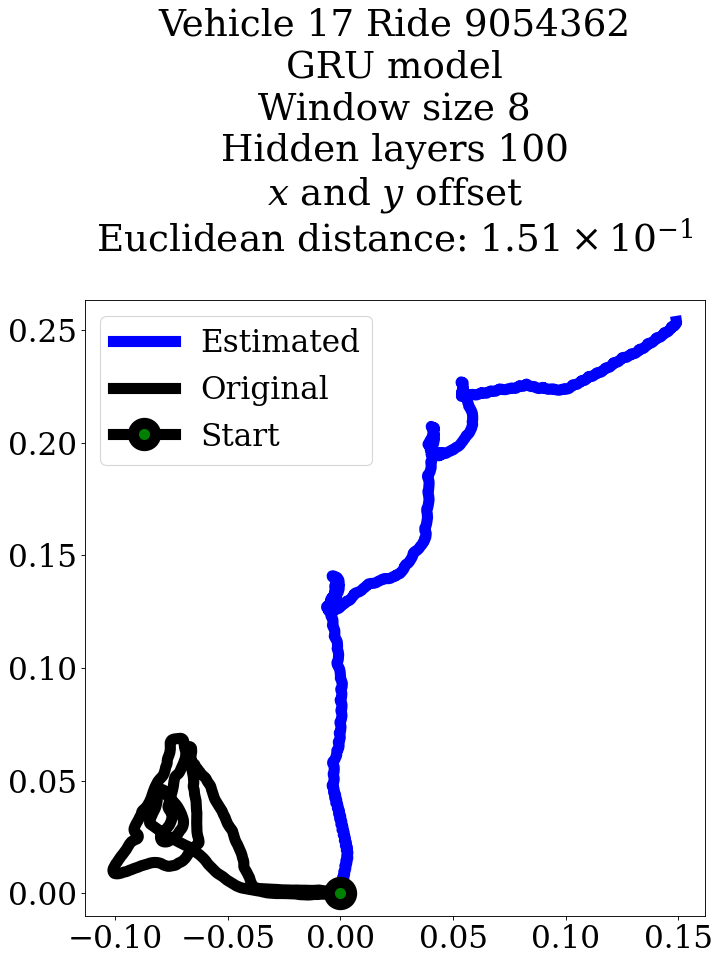 Vehicle 17 Ride 9054362
GRU model
Window size 8
Hidden layers 100
x and y offset
Euclidean distance: 1.51 × 10⁻¹
Estimated
Original
Start
0.25
0.20
0.15
0.10
0.05
0.00
−0.10 −0.05 0.00 0.05 0.10 0.15